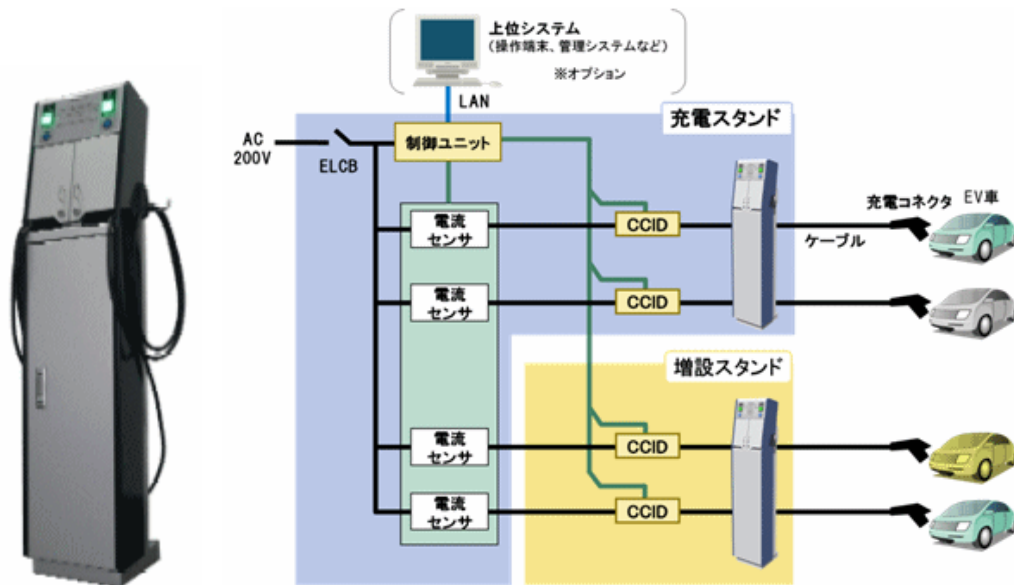 上位システム
(操作端末、管理システムなど)
※オプション
LAN
充電スタンド
AC
200V
ELCB
制御ユニット
電流
センサ
CCID
充電コネクタ
EV車
ケーブル
電流
センサ
CCID
増設スタンド
電流
センサ
CCID
電流
センサ
CCID